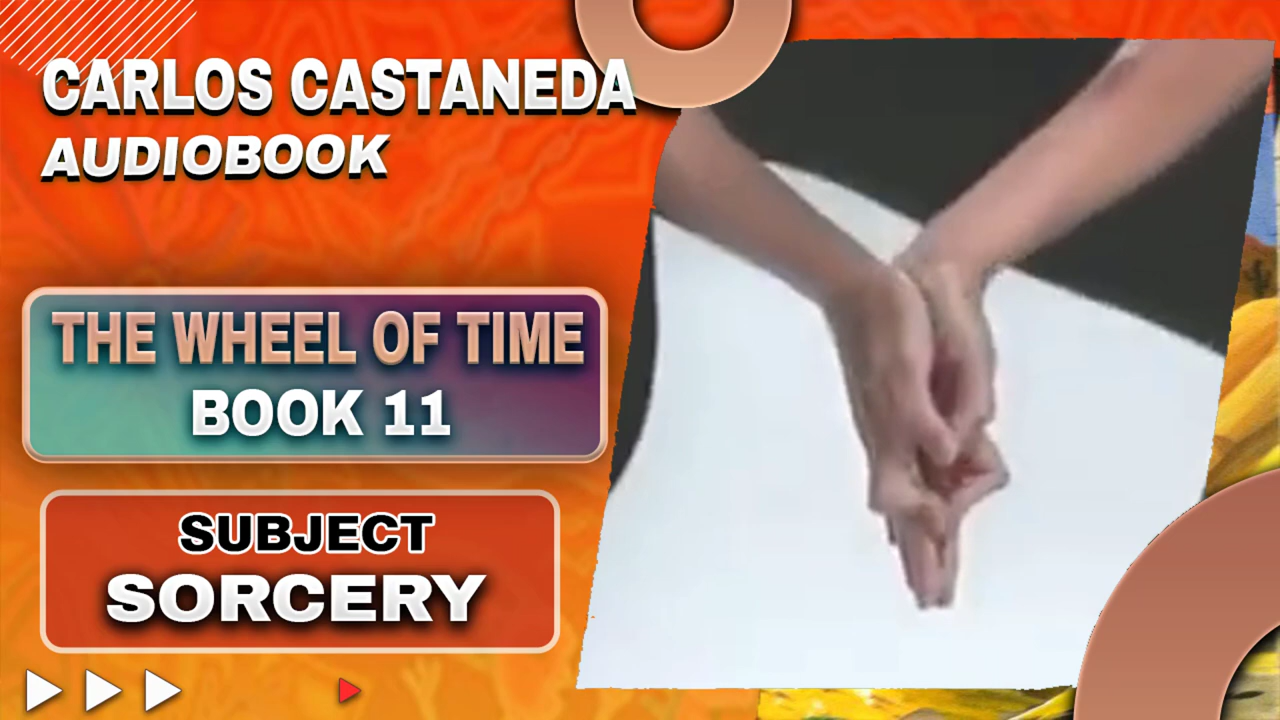 CARLOS CASTANEDA
AUDIOBOOK
THE WHEEL OF TIME
BOOK 11
SUBJECT
SORCERY